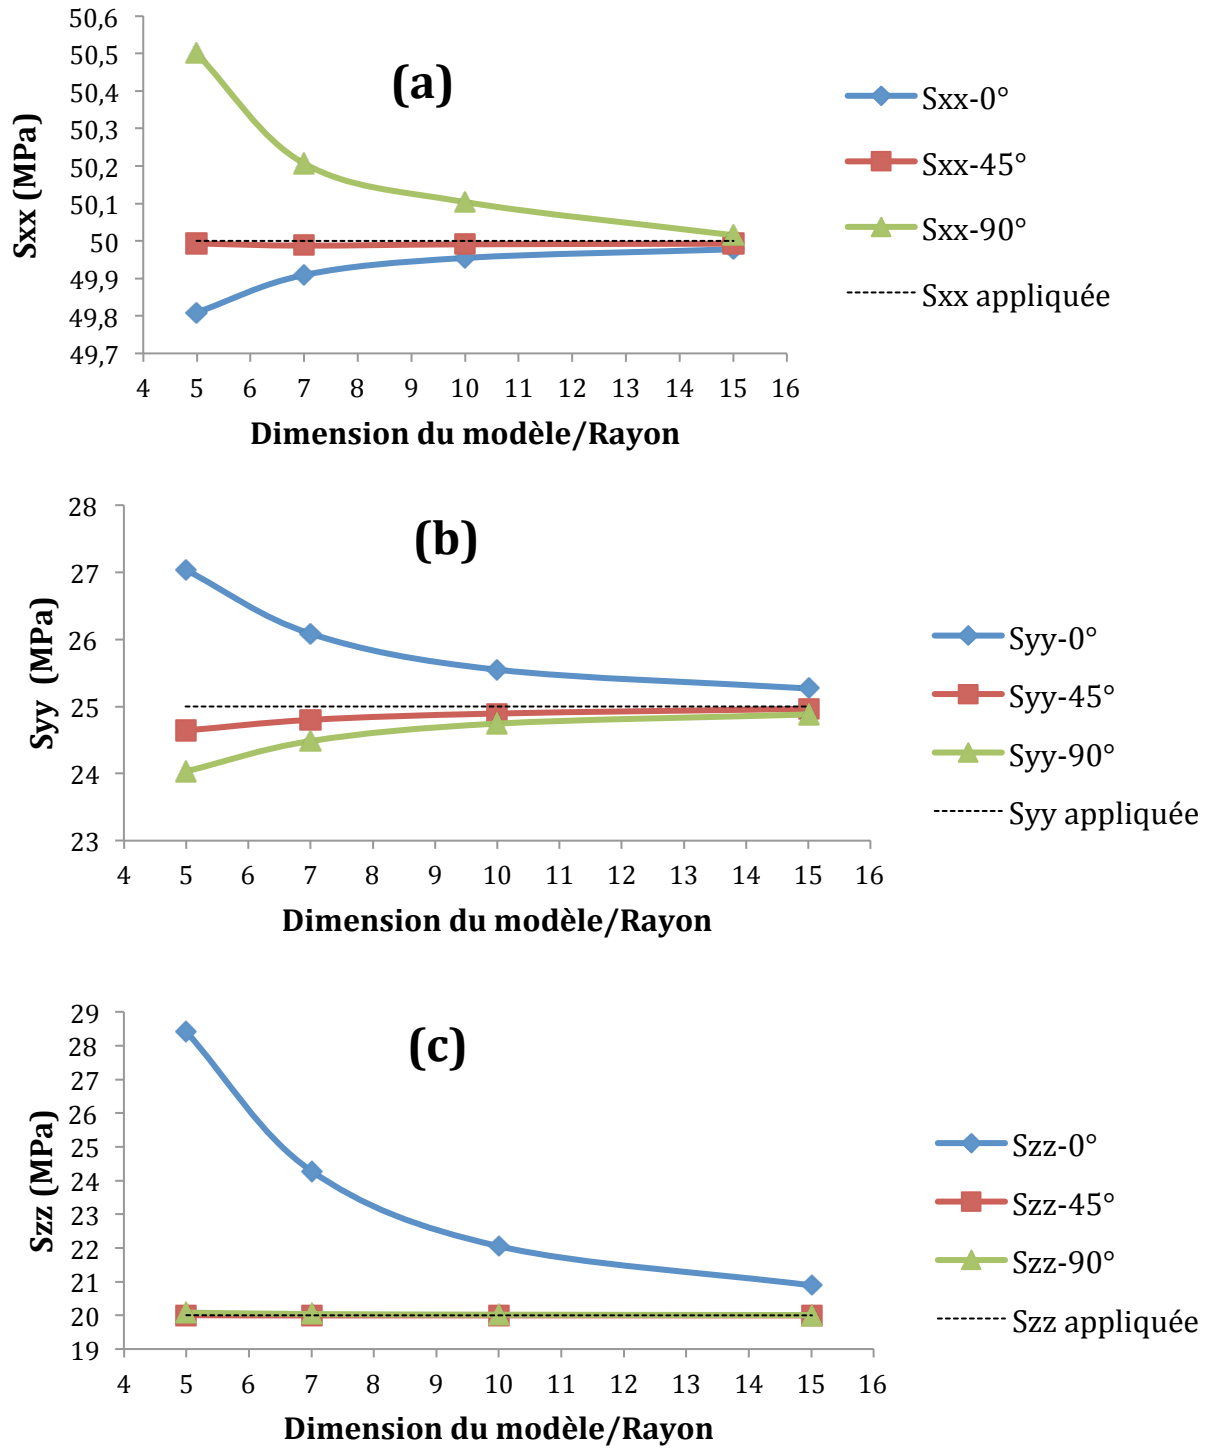 50,6
50,5
50,4
50,3
50,2
50,1
50
49,9
49,8
49,7
Sxx (MPa)
(a)
4 5 6 7 8 9 10 11 12 13 14 15 16
Dimension du modèle/Rayon
Sxx-0°
Sxx-45°
Sxx-90°
Sxx appliquée
28
27
26
25
24
23
Syy (MPa)
(b)
4 5 6 7 8 9 10 11 12 13 14 15 16
Dimension du modèle/Rayon
Syy-0°
Syy-45°
Syy-90°
Syy appliquée
29
28
27
26
25
24
23
22
21
20
19
Szz (MPa)
(c)
4 5 6 7 8 9 10 11 12 13 14 15 16
Dimension du modèle/Rayon
Szz-0°
Szz-45°
Szz-90°
Szz appliquée